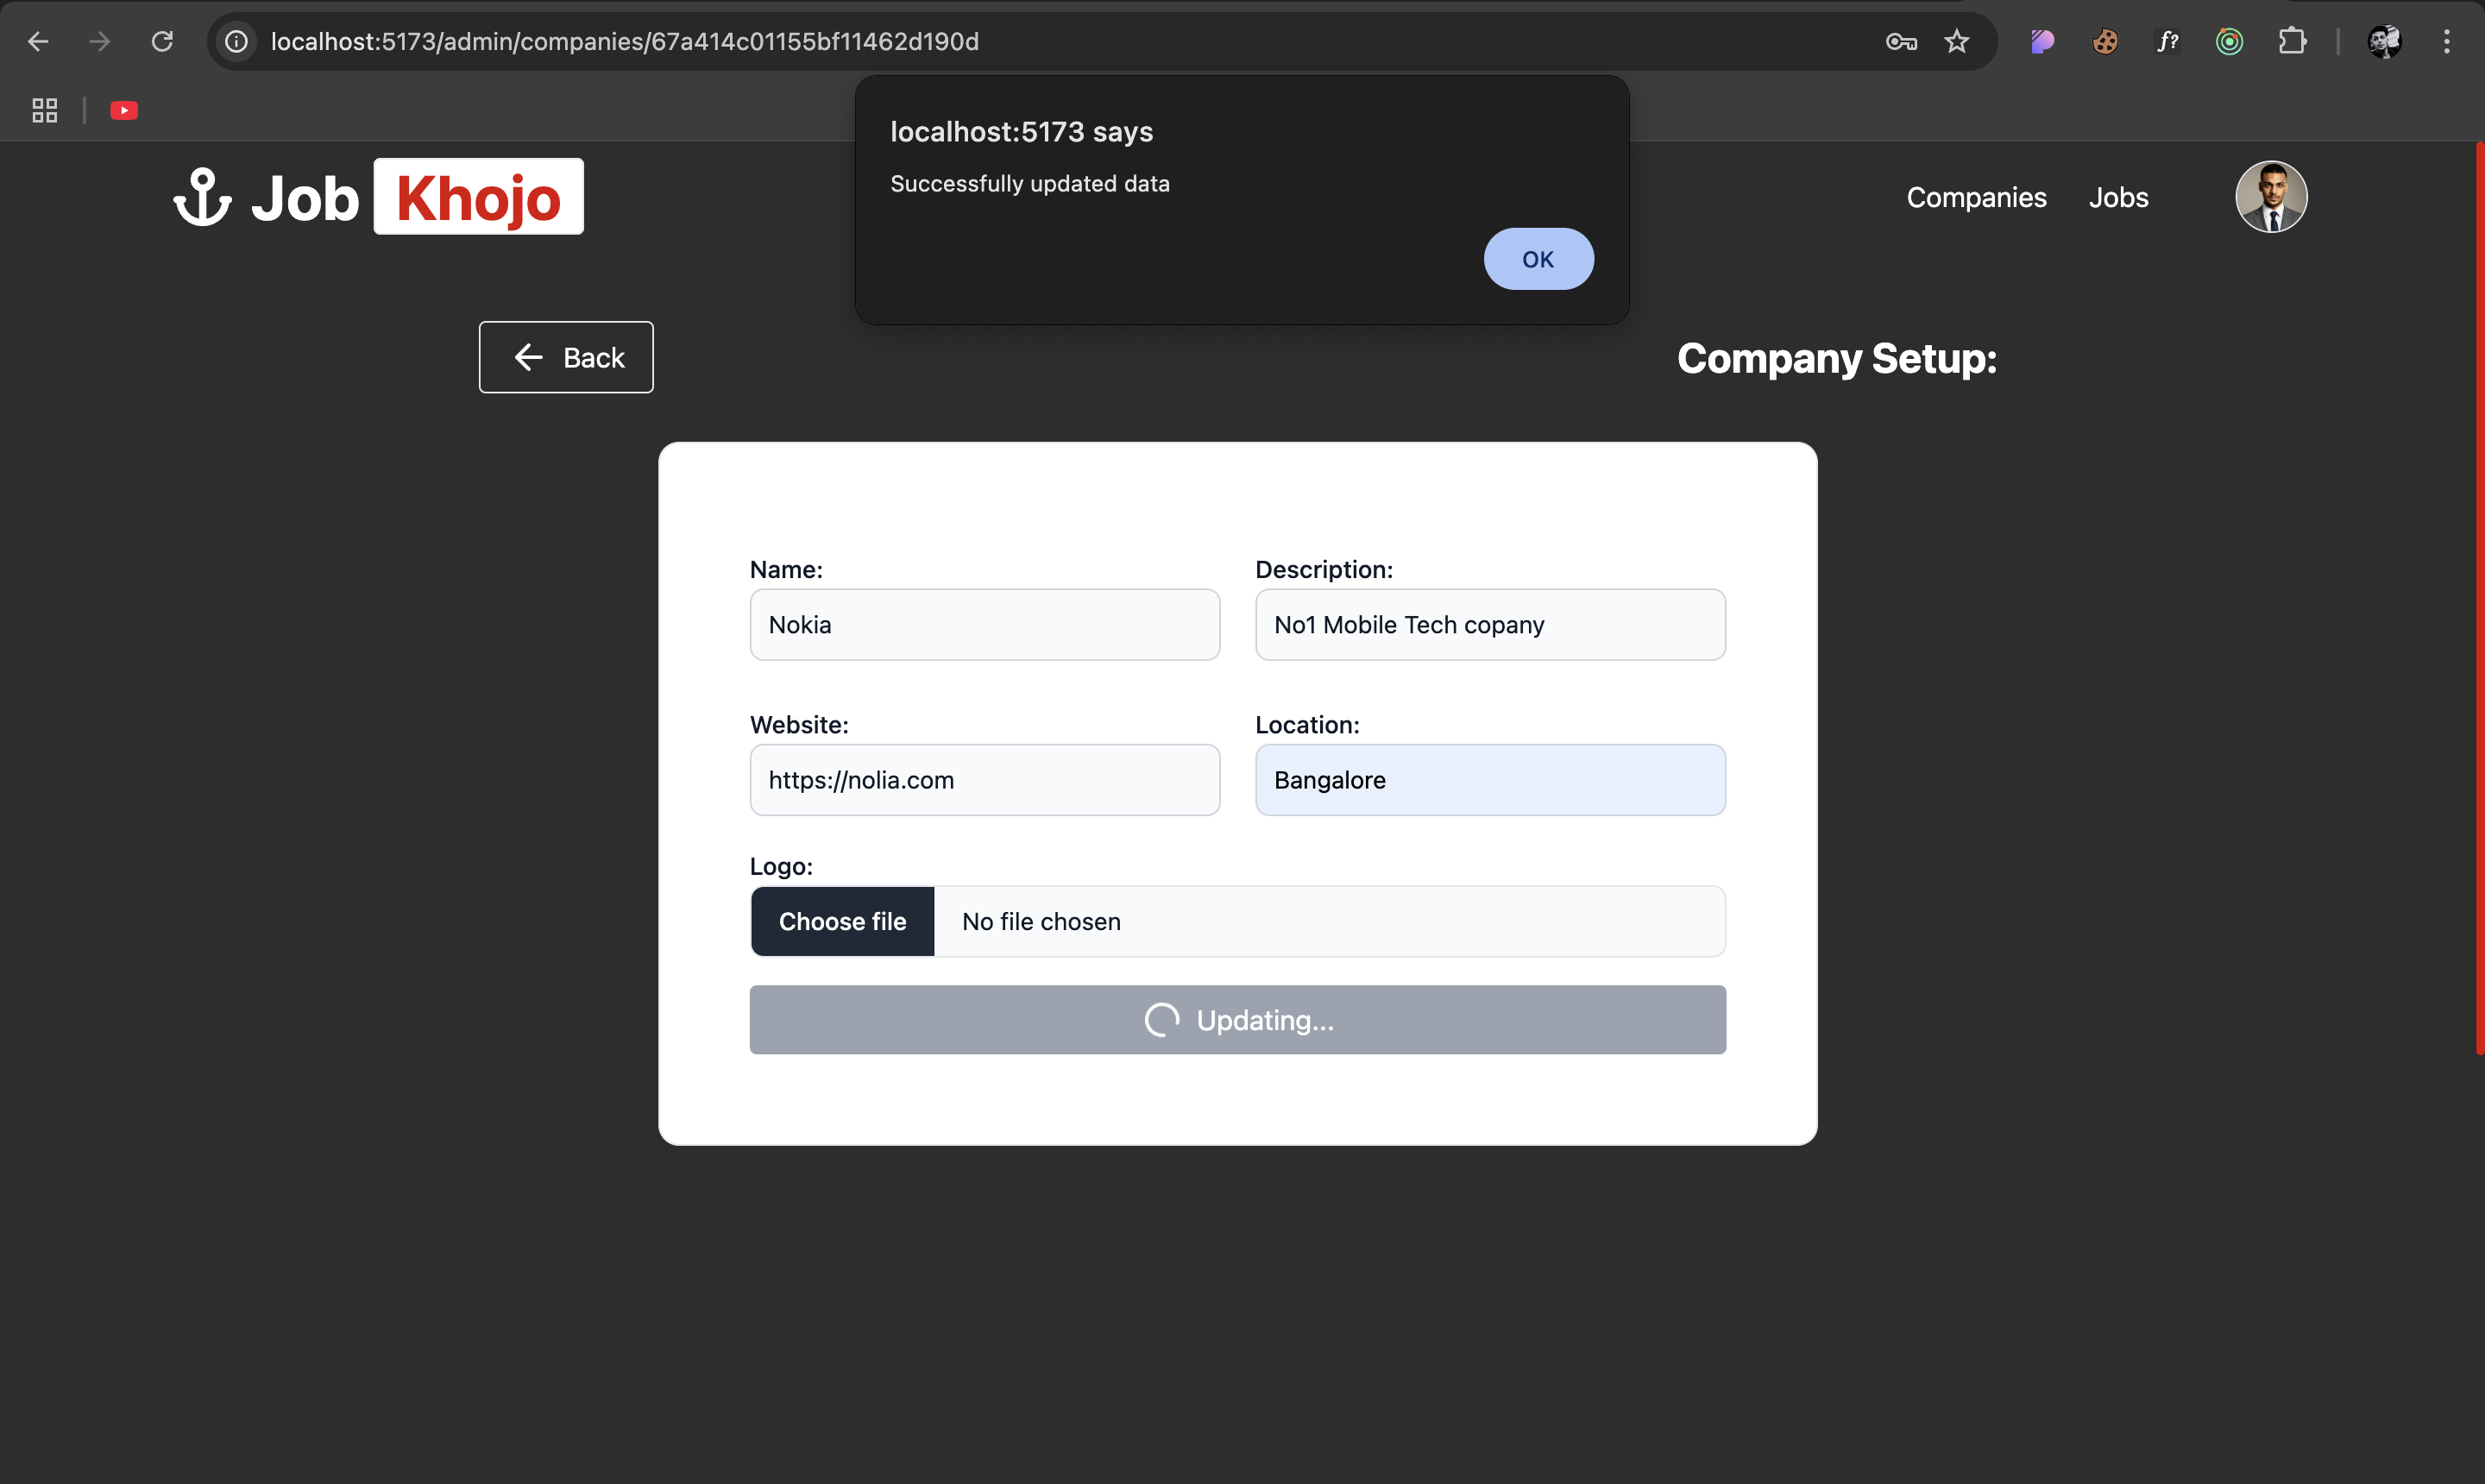 localhost:5173/admin/companies/67a414c01155bf11462d190d
f?
localhost:5173 says
Successfully updated data
OK
Job Khojo
Companies
Jobs
Back
Company Setup:
Name:
Description:
Nokia
No1 Mobile Tech copany
Website:
Location:
https://nolia.com
Bangalore
Logo:
Choose file
No file chosen
Updating...